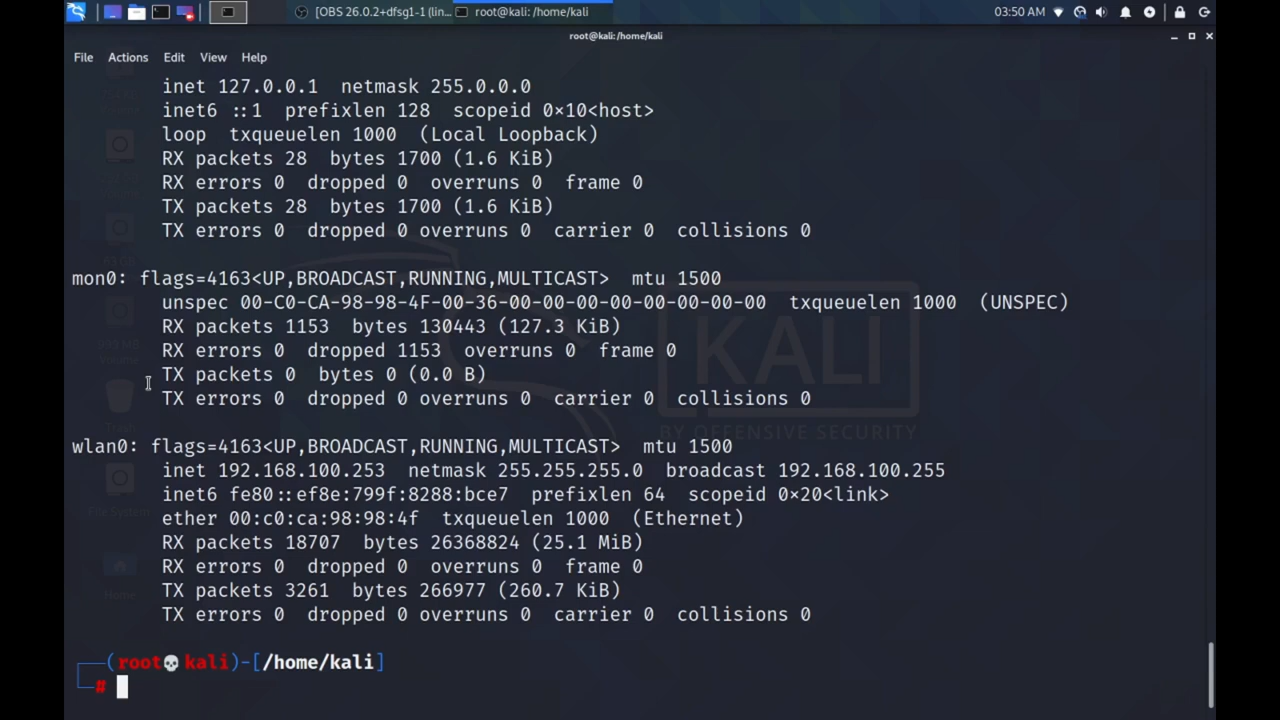 [OBS 26.0.2+dfsg1-1 (lin... root@kali: /home/kali 03:50 AM
root@kali: /home/kali
File Actions Edit View Help
inet 127.0.0.1 netmask 255.0.0.0
inet6 ::1 prefixlen 128 scopeid 0×10<host>
loop txqueuelen 1000 (Local Loopback)
RX packets 28 bytes 1700 (1.6 KiB)
RX errors 0 dropped 0 overruns 0 frame 0
TX packets 28 bytes 1700 (1.6 KiB)
TX errors 0 dropped 0 overruns 0 carrier 0 collisions 0
mon0: flags=4163<UP,BROADCAST,RUNNING,MULTICAST> mtu 1500
unspec 00-C0-CA-98-98-4F-00-36-00-00-00-00-00-00-00-00 txqueuelen 1000 (UNSPEC)
RX packets 1153 bytes 130443 (127.3 KiB)
RX errors 0 dropped 1153 overruns 0 frame 0
TX packets 0 bytes 0 (0.0 B)
TX errors 0 dropped 0 overruns 0 carrier 0 collisions 0
KALI
BY OFFENSIVE SECURITY
wlan0: flags=4163<UP,BROADCAST,RUNNING,MULTICAST> mtu 1500
inet 192.168.100.253 netmask 255.255.255.0 broadcast 192.168.100.255
inet6 fe80::ef8e:799f:8288:bce7 prefixlen 64 scopeid 0×20<link>
ether 00:c0:ca:98:98:4f txqueuelen 1000 (Ethernet)
RX packets 18707 bytes 26368824 (25.1 MiB)
RX errors 0 dropped 0 overruns 0 frame 0
TX packets 3261 bytes 266977 (260.7 KiB)
TX errors 0 dropped 0 overruns 0 carrier 0 collisions 0
Trash
File System
Home
(root💀kali)-[/home/kali]
#